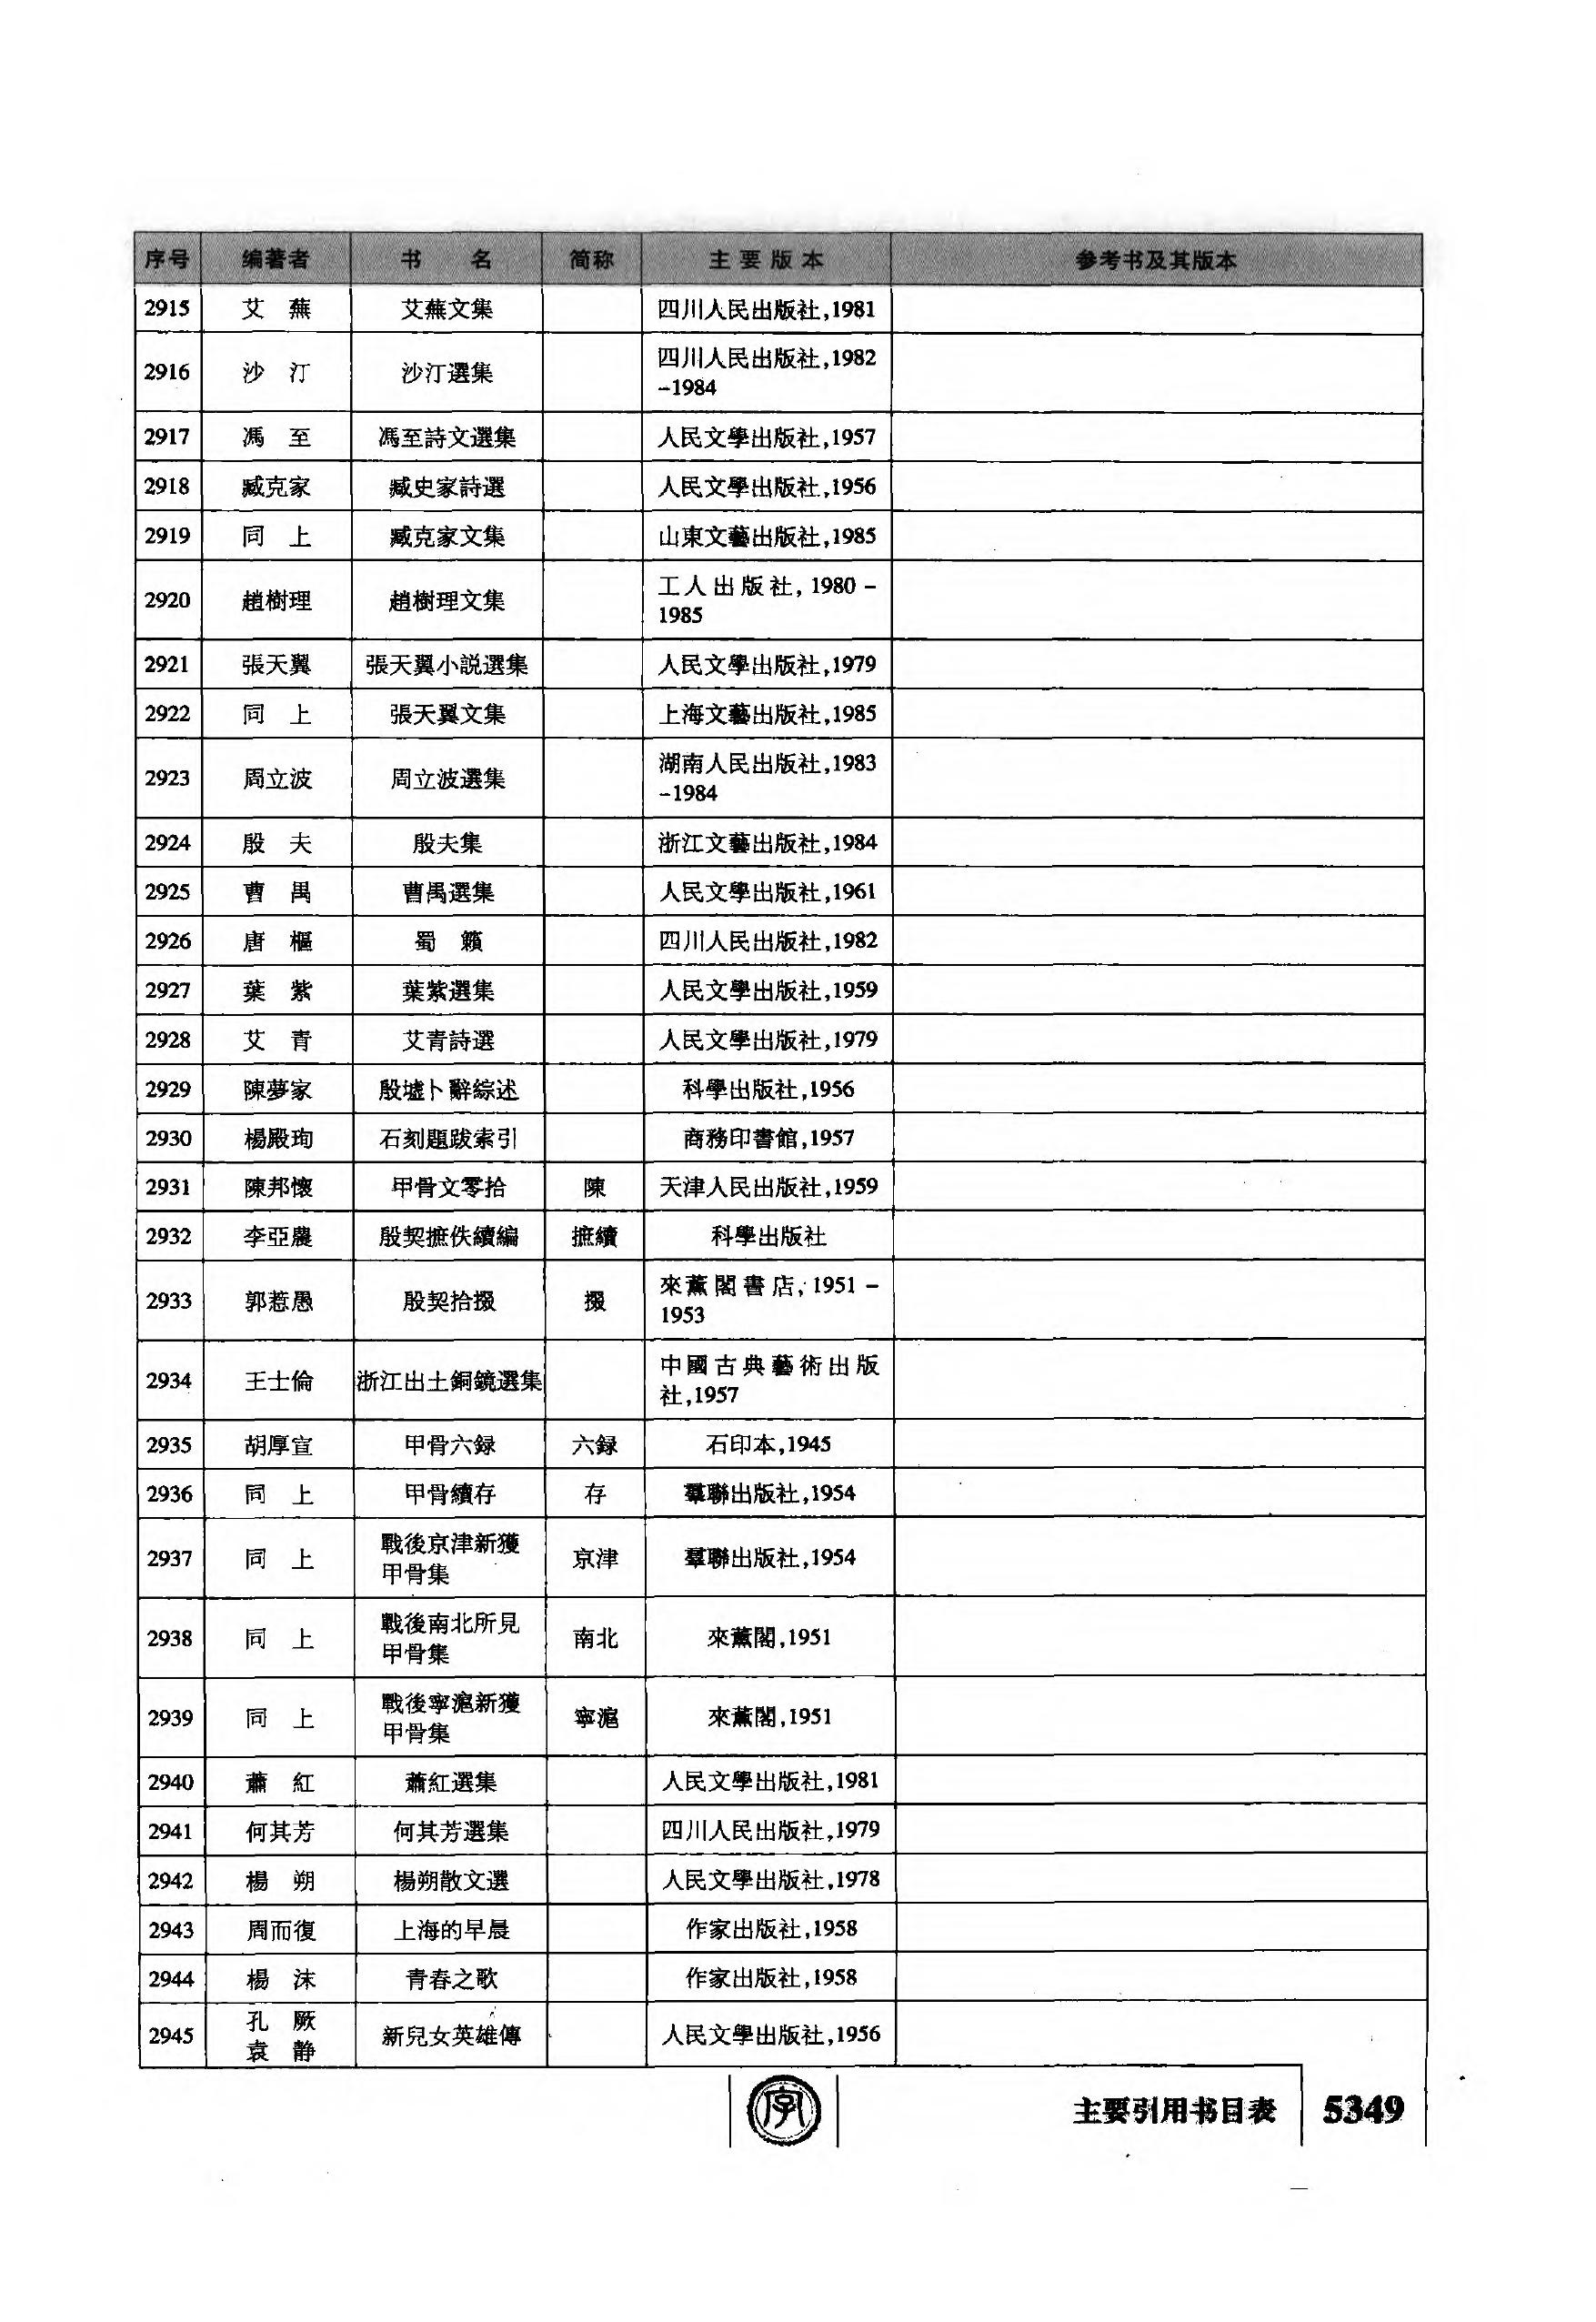 序号 编著者 书 名 简称 主要版本 参考书及其版本
2915 艾 蕪 艾蕪文集 四川人民出版社,1981
2916 沙 汀 沙汀選集 四川人民出版社,1982
-1984
2917 馮 至 馮至詩文選集 人民文學出版社,1957
2918 臧克家 臧史家詩選 人民文學出版社,1956
2919 同 上 臧克家文集 山東文藝出版社,1985
2920 趙樹理 趙樹理文集 工人出版社,1980-
1985
2921 張天翼 張天翼小説選集 人民文學出版社,1979
2922 同 上 張天翼文集 上海文藝出版社,1985
2923 周立波 周立波選集 湖南人民出版社,1983
-1984
2924 殷 夫 殷夫集 浙江文藝出版社,1984
2925 曹 禺 曹禺選集 人民文學出版社,1961
2926 唐 樞 蜀 籟 四川人民出版社,1982
2927 葉 紫 葉紫選集 人民文學出版社,1959
2928 艾 青 艾青詩選 人民文學出版社,1979
2929 陳夢家 殷墟卜辭綜述 科學出版社,1956
2930 楊殿珣 石刻題跋索引 商務印書館,1957
2931 陳邦懷 甲骨文零拾 陳 天津人民出版社,1959
2932 李亞農 殷契摭佚續編 摭續 科學出版社
2933 郭惹愚 殷契拾掇 掇 來薰閣書店,1951-
1953
2934 王士倫 浙江出土銅鏡選集 中國古典藝術出版
社,1957
2935 胡厚宣 甲骨六録 六録 石印本,1945
2936 同 上 甲骨續存 存 羣聯出版社,1954
2937 同 上 戰後京津新獲
甲骨集 京津 羣聯出版社,1954
2938 同 上 戰後南北所見
甲骨集 南北 來薰閣,1951
2939 同 上 戰後寧滬新獲
甲骨集 寧滬 來薰閣,1951
2940 蕭 紅 蕭紅選集 人民文學出版社,1981
2941 何其芳 何其芳選集 四川人民出版社,1979
2942 楊 朔 楊朔散文選 人民文學出版社,1978
2943 周而復 上海的早晨 作家出版社,1958
2944 楊 沫 青春之歌 作家出版社,1958
2945 孔 厥
袁 静 新兒女英雄傳 人民文學出版社,1956
字
主要引用书目表 5349